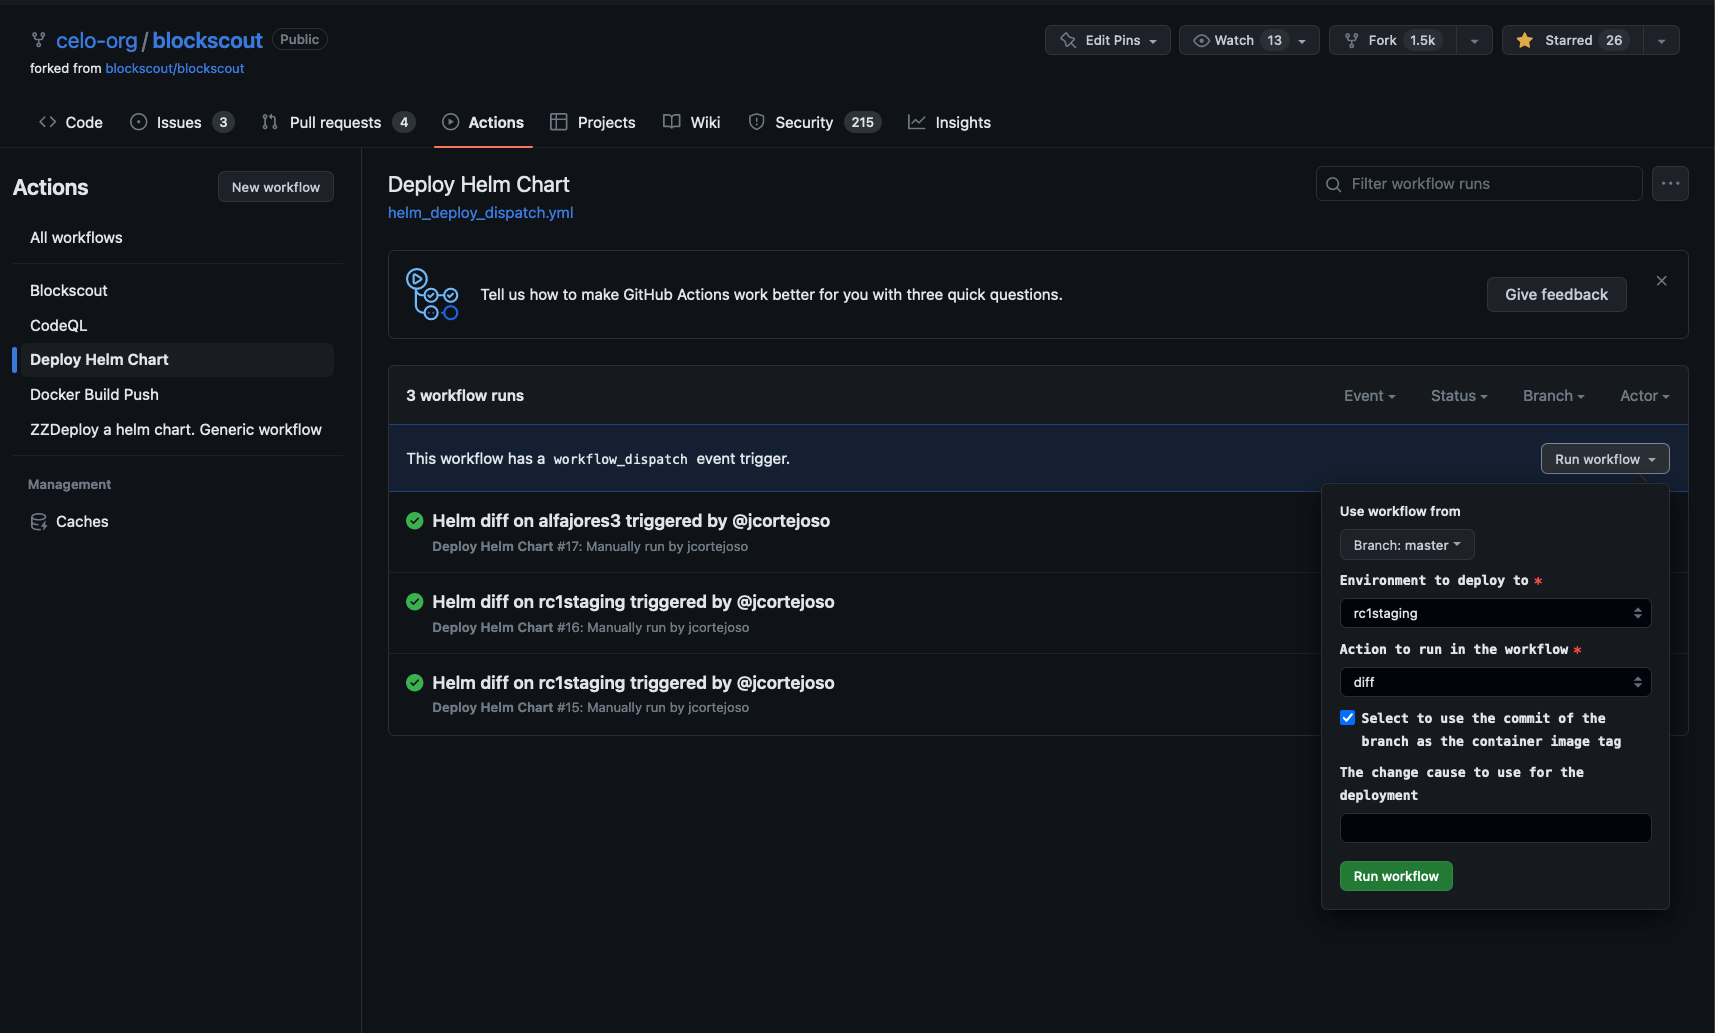 celo-org / blockscout Public
Edit Pins
Watch 13
Fork 1.5k
Starred 26
forked from blockscout/blockscout
Code
Issues 3
Pull requests 4
Actions
Projects
Wiki
Security 215
Insights
Actions
New workflow
All workflows
Blockscout
CodeQL
Deploy Helm Chart
Docker Build Push
ZZDeploy a helm chart. Generic workflow
Management
Caches
Deploy Helm Chart
helm_deploy_dispatch.yml
Filter workflow runs
Tell us how to make GitHub Actions work better for you with three quick questions.
Give feedback
3 workflow runs
Event
Status
Branch
Actor
This workflow has a workflow_dispatch event trigger.
Run workflow
Helm diff on alfajores3 triggered by @jcortejoso
Deploy Helm Chart #17: Manually run by jcortejoso
Helm diff on rc1staging triggered by @jcortejoso
Deploy Helm Chart #16: Manually run by jcortejoso
Helm diff on rc1staging triggered by @jcortejoso
Deploy Helm Chart #15: Manually run by jcortejoso
Use workflow from
Branch: master
Environment to deploy to *
rc1staging
Action to run in the workflow *
diff
Select to use the commit of the
branch as the container image tag
The change cause to use for the
deployment
Run workflow